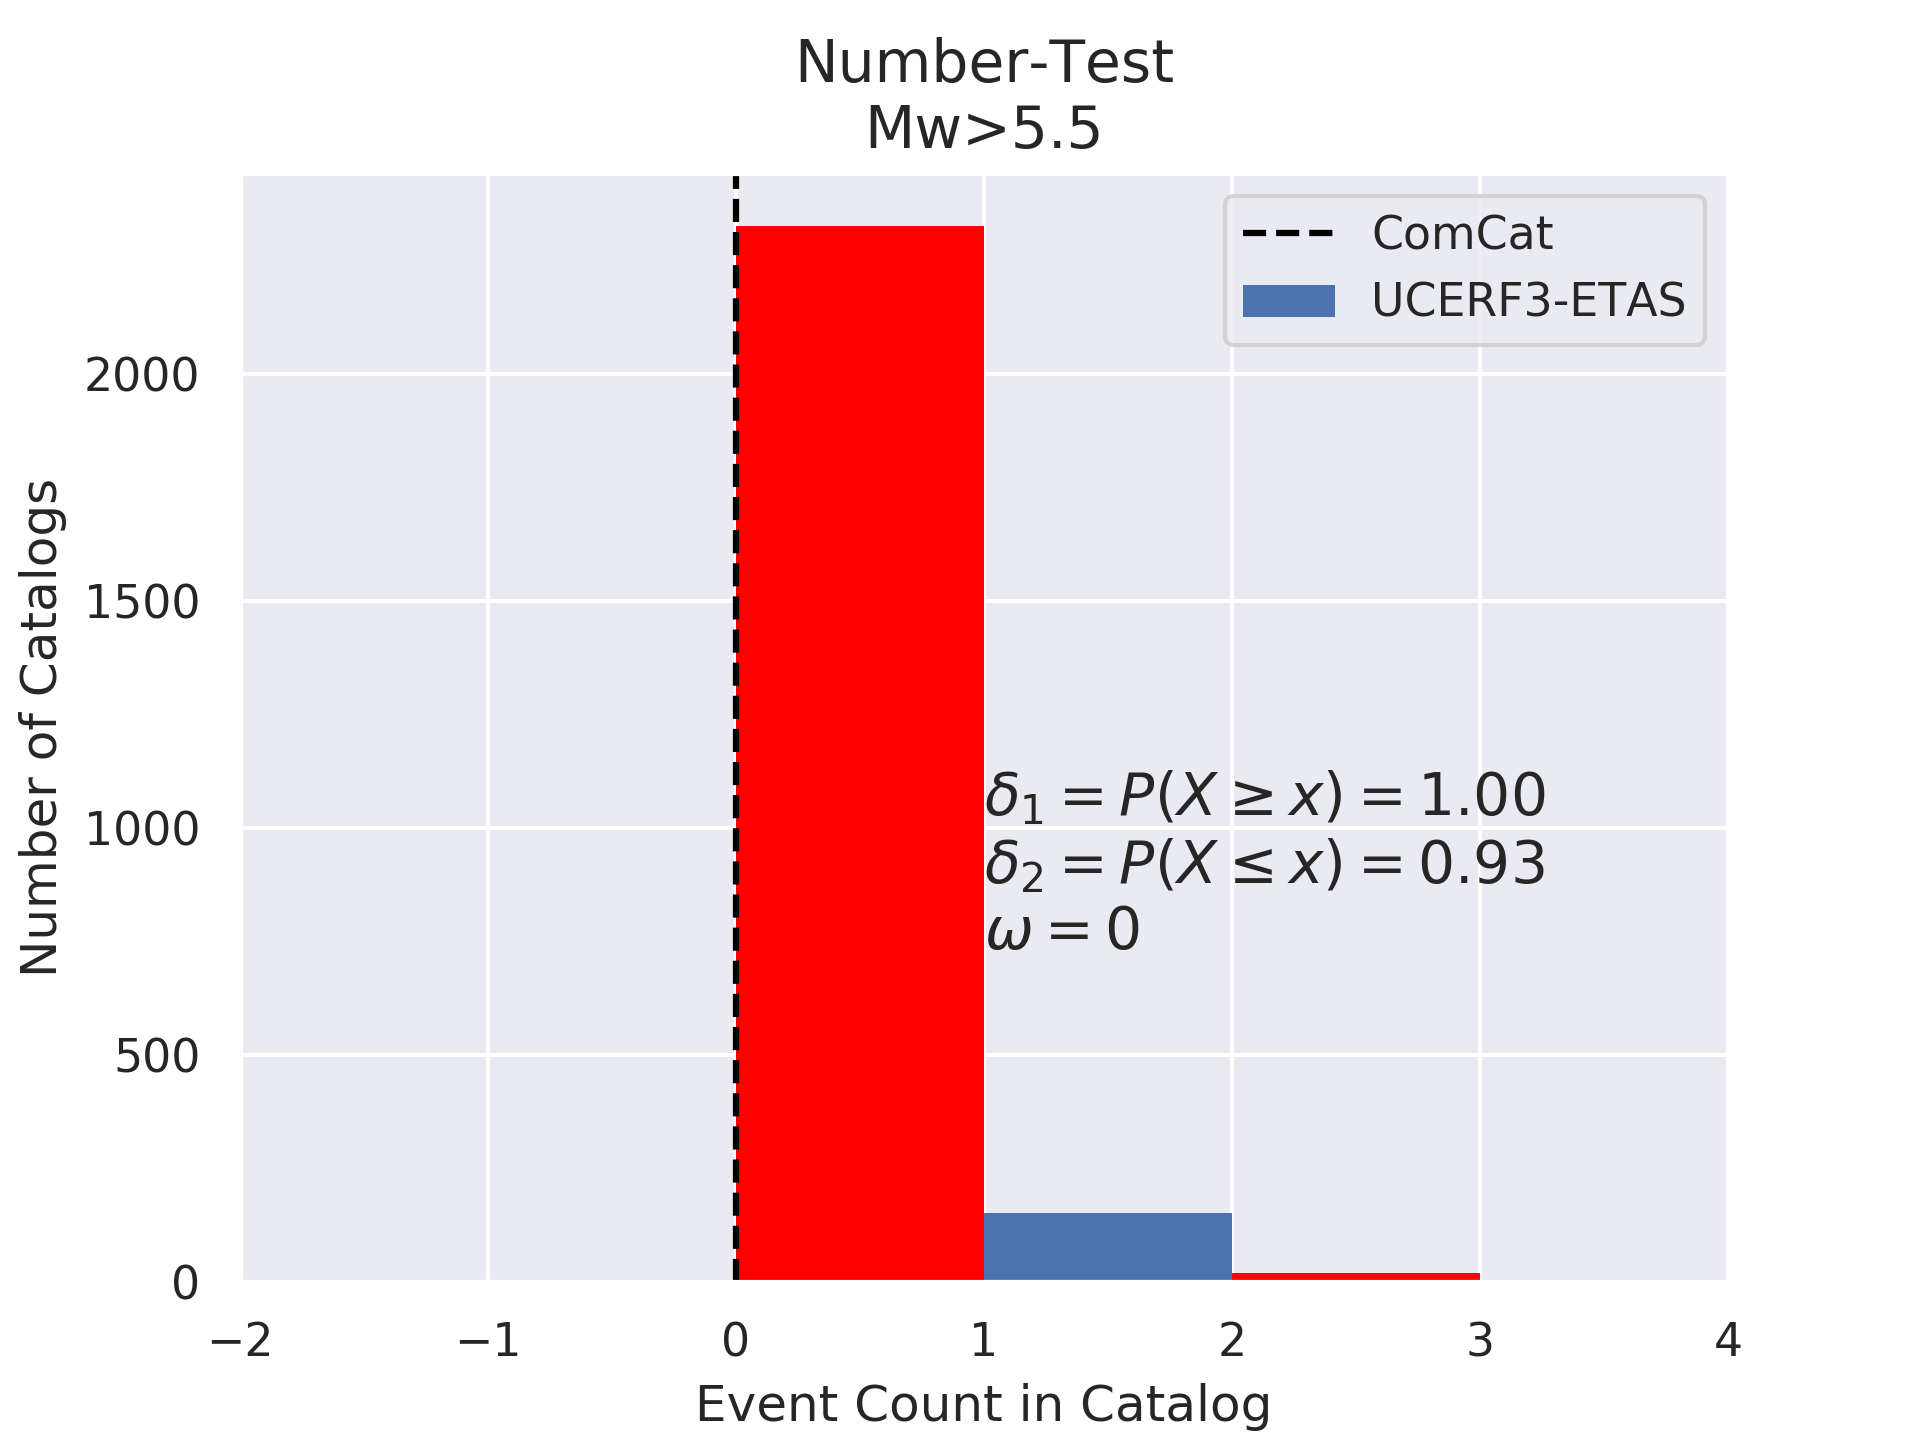 Number-Test
Mw>5.5
ComCat
UCERF3-ETAS
Number of Catalogs
2000
1500
1000
500
0
δ₁ = P(X ≥ x) = 1.00
δ₂ = P(X ≤ x) = 0.93
ω = 0
−2 −1 0 1 2 3 4
Event Count in Catalog